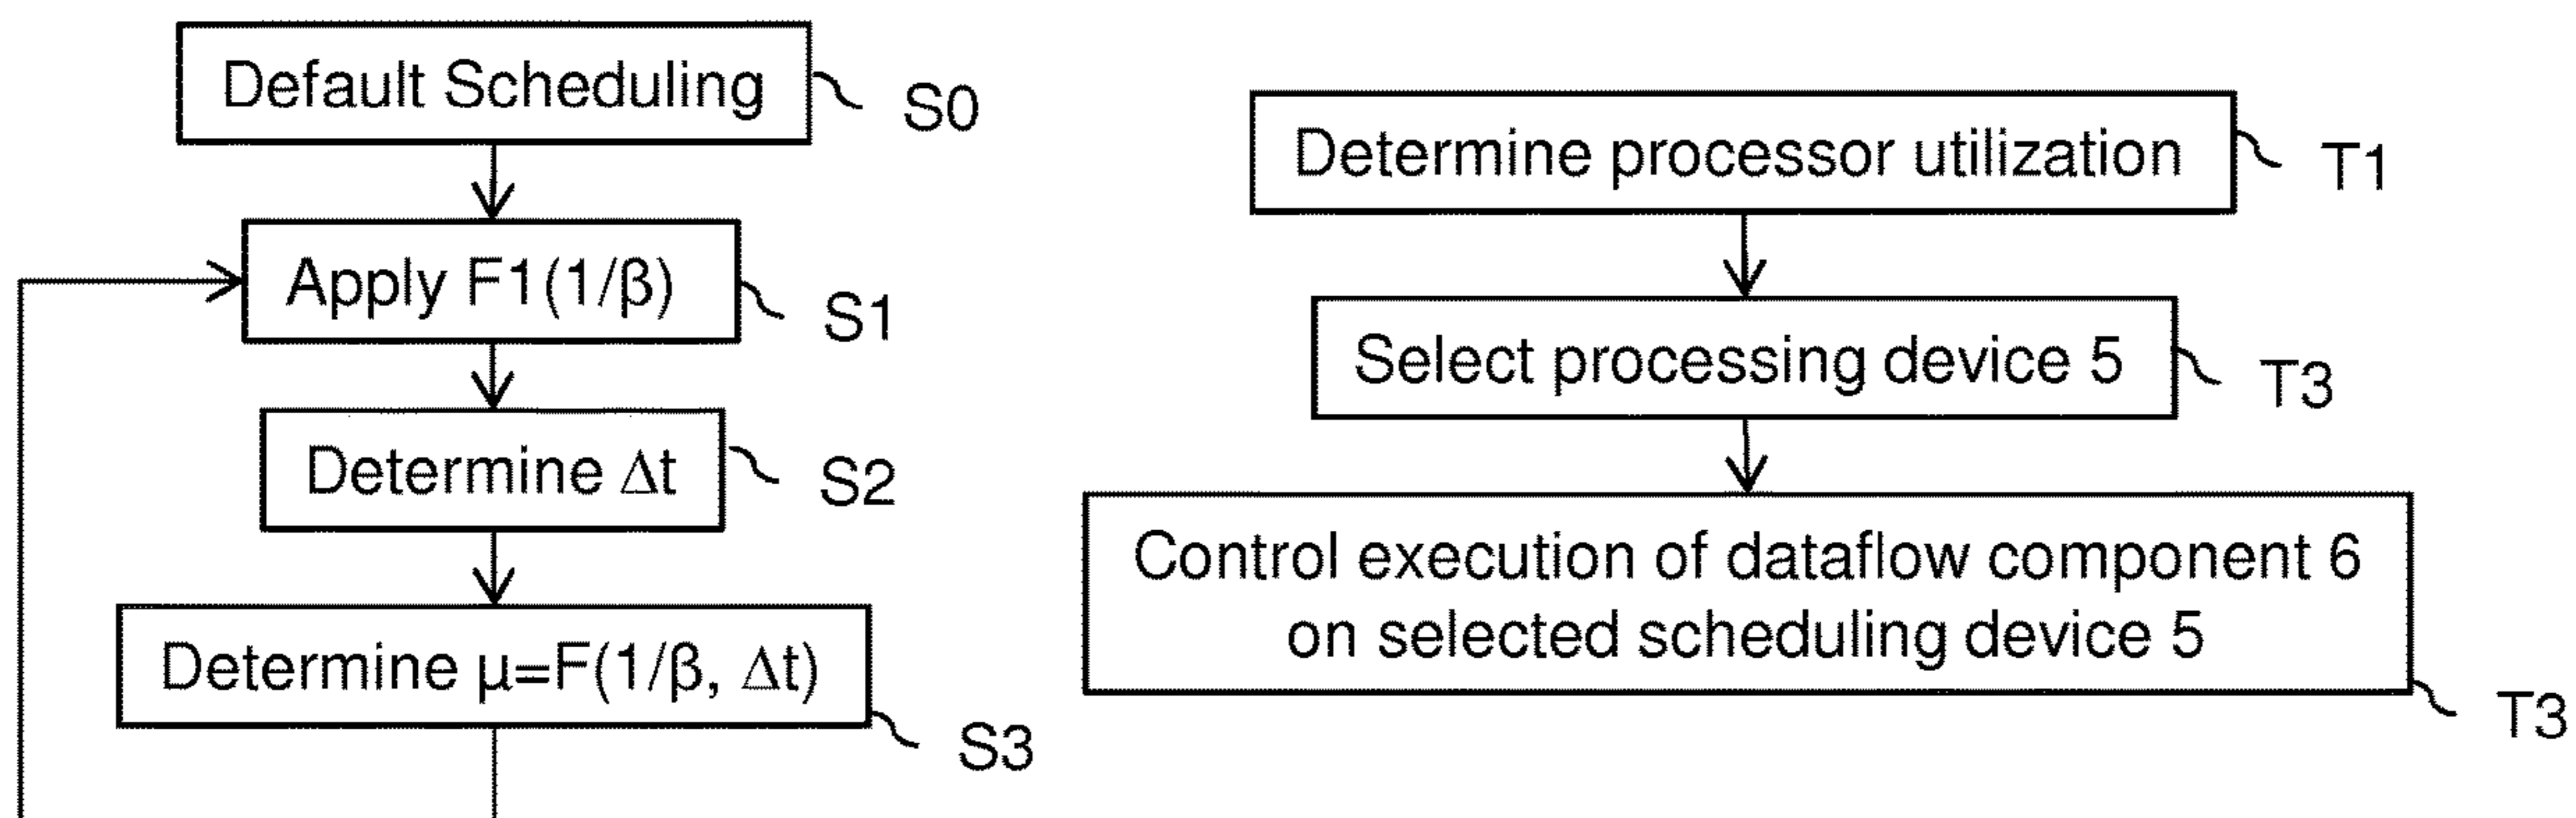 Default Scheduling
S0
Apply F1(1/β)
S1
Determine Δt
S2
Determine μ=F(1/β, Δt)
S3
Determine processor utilization
T1
Select processing device 5
T3
Control execution of dataflow component 6
on selected scheduling device 5
T3